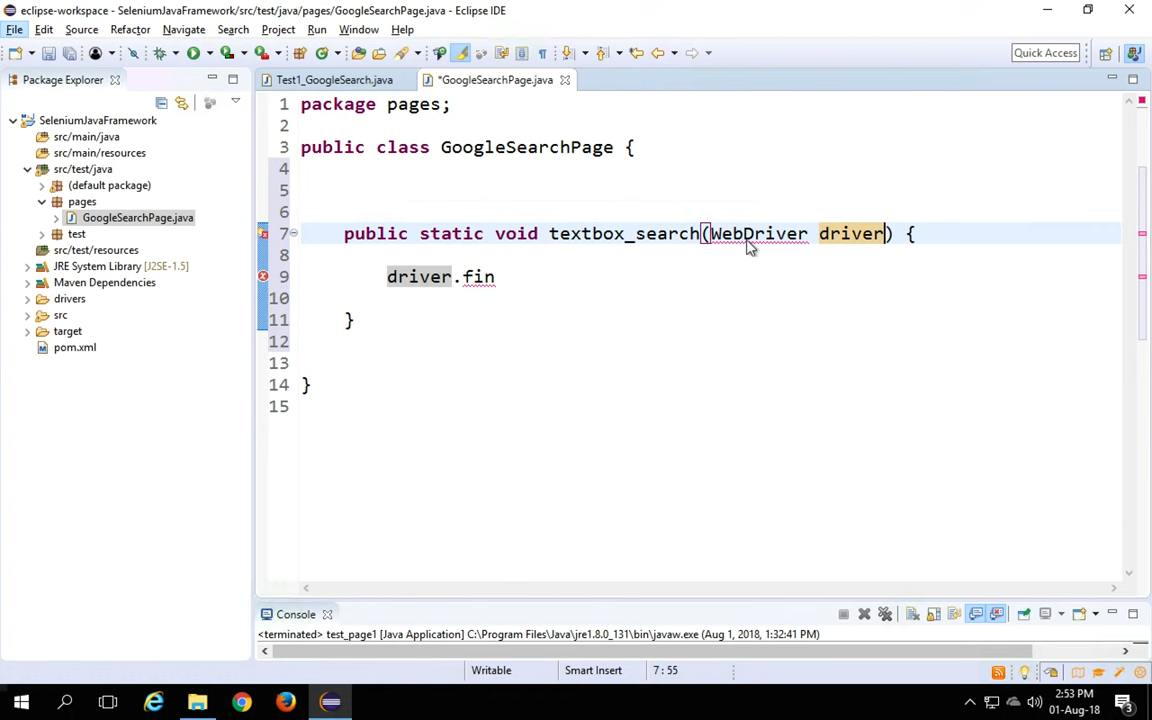 eclipse-workspace - SeleniumJavaFramework/src/test/java/pages/GoogleSearchPage.java - Eclipse IDE
File Edit Source Refactor Navigate Search Project Run Window Help
Quick Access
Package Explorer
Test1_GoogleSearch.java
*GoogleSearchPage.java
SeleniumJavaFramework
src/main/java
src/main/resources
src/test/java
(default package)
pages
GoogleSearchPage.java
test
src/test/resources
JRE System Library [J2SE-1.5]
Maven Dependencies
drivers
src
target
pom.xml
1 package pages;
2
3 public class GoogleSearchPage {
4
5
6
7 public static void textbox_search(WebDriver driver) {
8
9 driver.fin
10
11 }
12
13
14 }
15
Console
<terminated> test_page1 [Java Application] C:\Program Files\Java\jre1.8.0_131\bin\javaw.exe (Aug 1, 2018, 1:32:41 PM)
Writable Smart Insert 7 : 55
2:53 PM
01-Aug-18
3